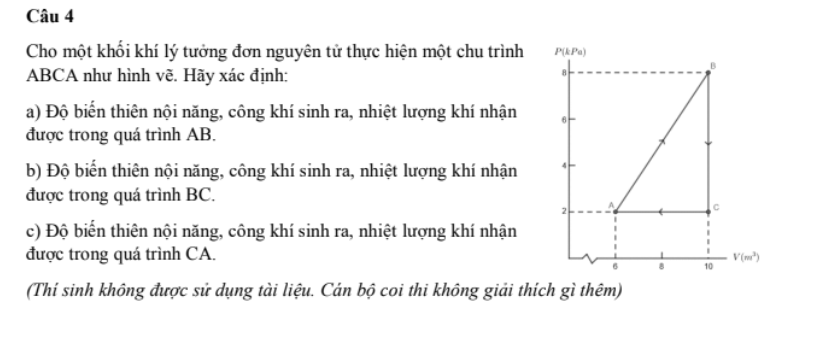 Câu 4
Cho một khối khí lý tưởng đơn nguyên tử thực hiện một chu trình
ABCA như hình vẽ. Hãy xác định:
a) Độ biến thiên nội năng, công khí sinh ra, nhiệt lượng khí nhận
được trong quá trình AB.
b) Độ biến thiên nội năng, công khí sinh ra, nhiệt lượng khí nhận
được trong quá trình BC.
c) Độ biến thiên nội năng, công khí sinh ra, nhiệt lượng khí nhận
được trong quá trình CA.
(Thí sinh không được sử dụng tài liệu. Cán bộ coi thi không giải thích gì thêm)
P(kPa)
B
8
6
4
A
C
2
V(m³)
6 8 10